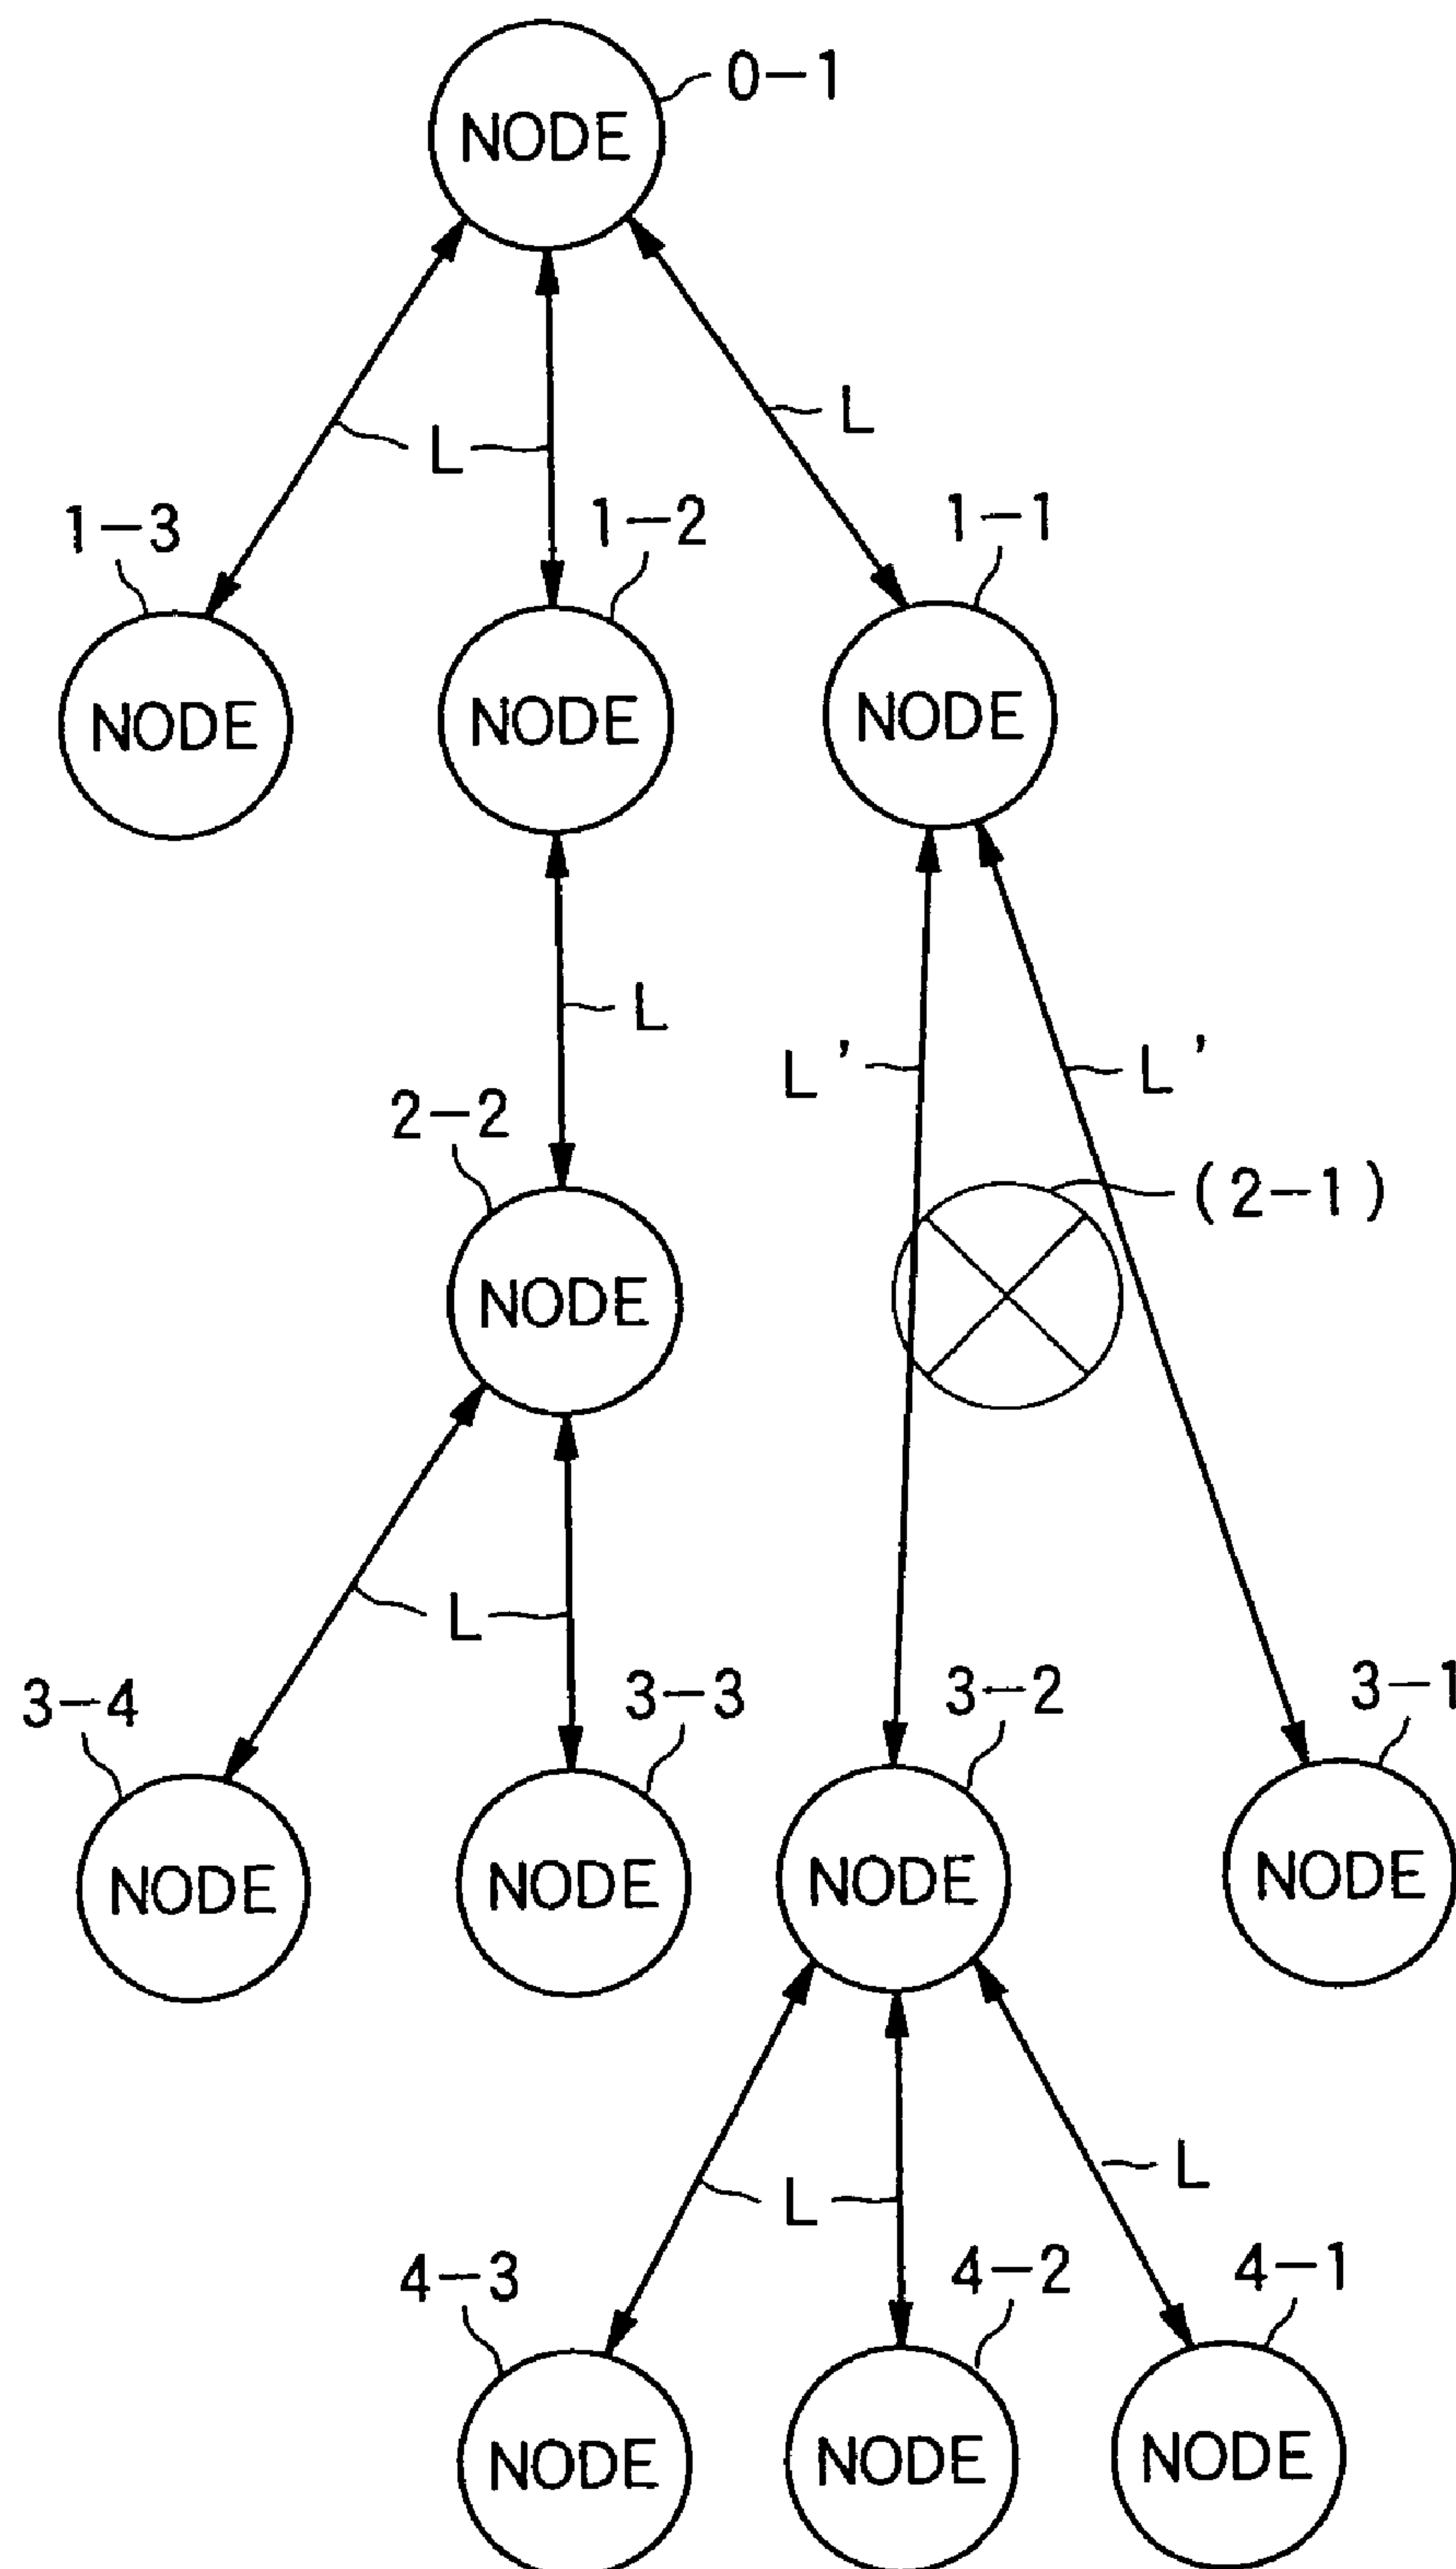 0-1
NODE
L
L
1-3
1-2
1-1
NODE
NODE
NODE
L
L'
L'
2-2
(2-1)
NODE
L
3-4
3-3
3-2
3-1
NODE
NODE
NODE
NODE
L
L
4-3
4-2
4-1
NODE
NODE
NODE